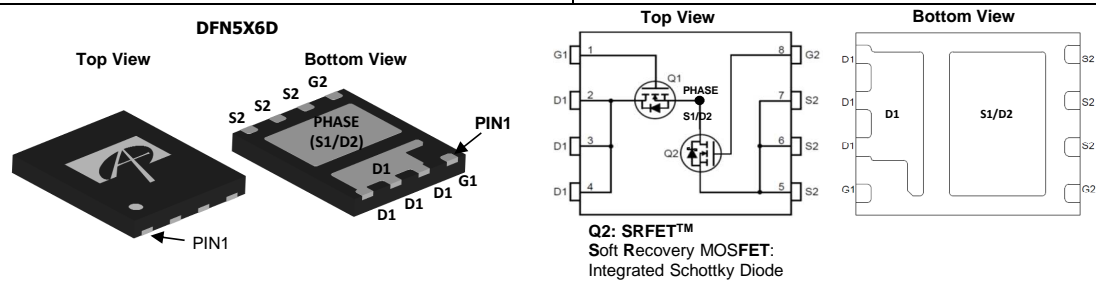 DFN5X6D
Top View
Bottom View
G2
S2
S2
S2
PHASE
(S1/D2)
PIN1
D1
G1
D1
D1
D1
PIN1
Top View
G1 1
8 G2
Q1
PHASE
D1 2
7 S2
S1/D2
D1 3
6 S2
Q2
D1 4
5 S2
Q2: SRFET™
Soft Recovery MOSFET:
Integrated Schottky Diode
Bottom View
D1
S2
D1
S2
D1
S1/D2
D1
S2
G1
G2